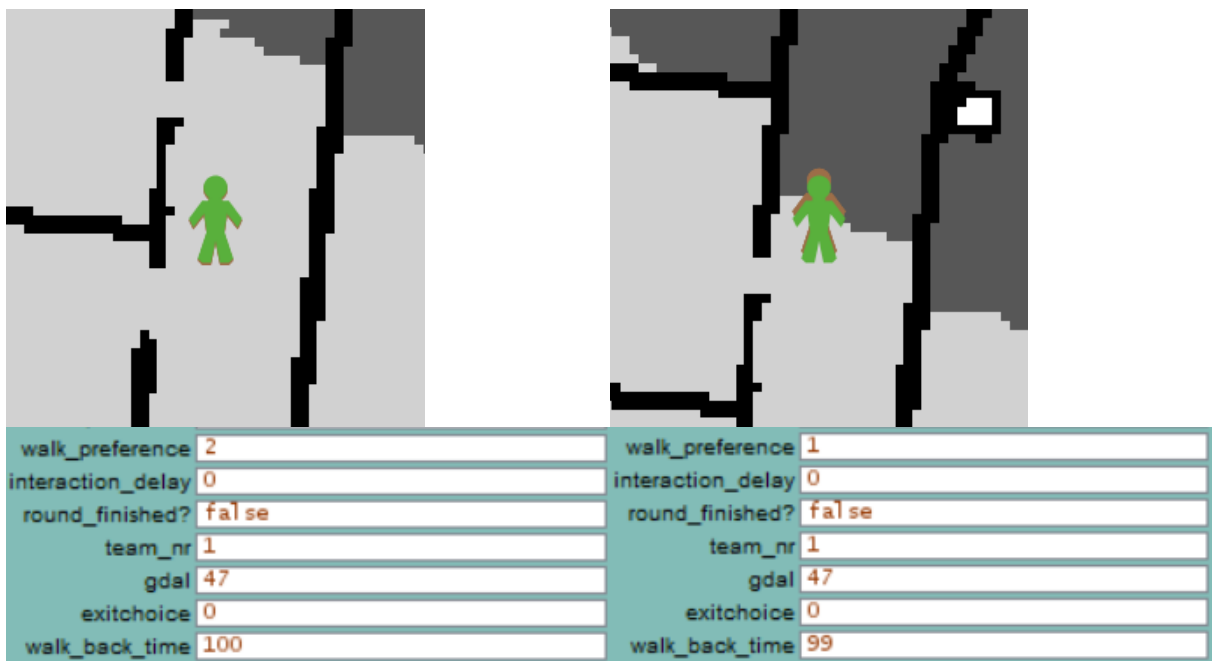 walk_preference 2
interaction_delay 0
round_finished? false
team_nr 1
gdal 47
exitchoice 0
walk_back_time 100
walk_preference 1
interaction_delay 0
round_finished? false
team_nr 1
gdal 47
exitchoice 0
walk_back_time 99